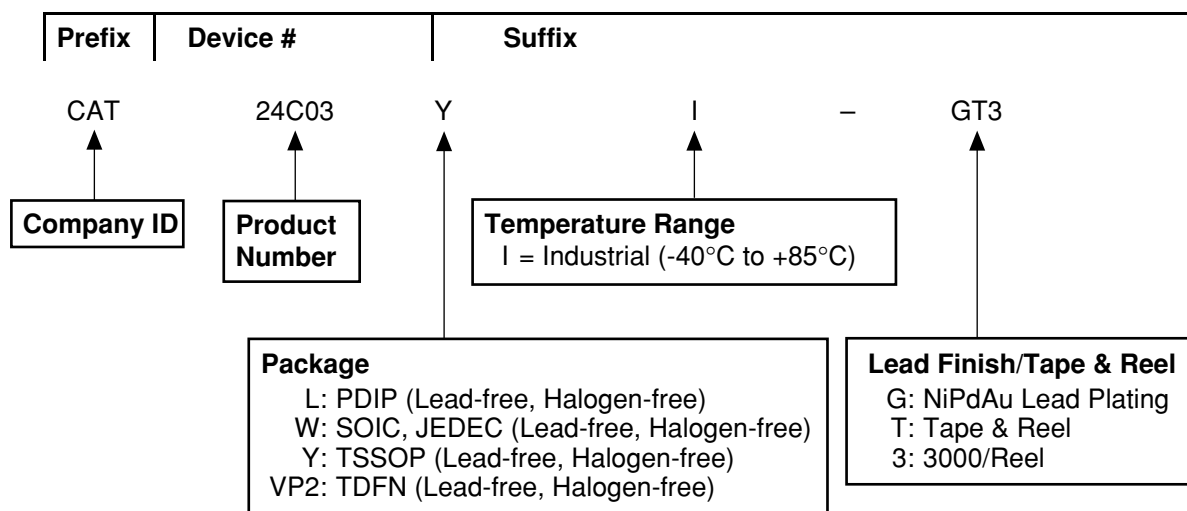 Prefix Device # Suffix
CAT 24C03 Y I – GT3
Company ID
Product
Number
Temperature Range
I = Industrial (-40°C to +85°C)
Package
L: PDIP (Lead-free, Halogen-free)
W: SOIC, JEDEC (Lead-free, Halogen-free)
Y: TSSOP (Lead-free, Halogen-free)
VP2: TDFN (Lead-free, Halogen-free)
Lead Finish/Tape & Reel
G: NiPdAu Lead Plating
T: Tape & Reel
3: 3000/Reel